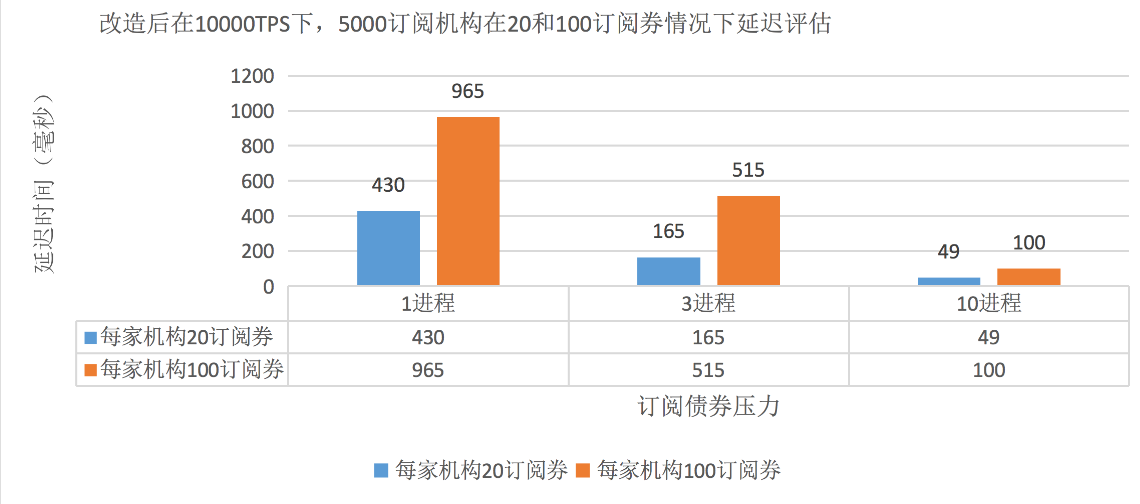 改造后在10000TPS下，5000订阅机构在20和100订阅券情况下延迟评估
延迟时间（毫秒）
1200
1000
800
600
400
200
0
430
965
165
515
49
100
1进程 3进程 10进程
每家机构20订阅券 430 165 49
每家机构100订阅券 965 515 100
订阅债券压力
每家机构20订阅券 每家机构100订阅券